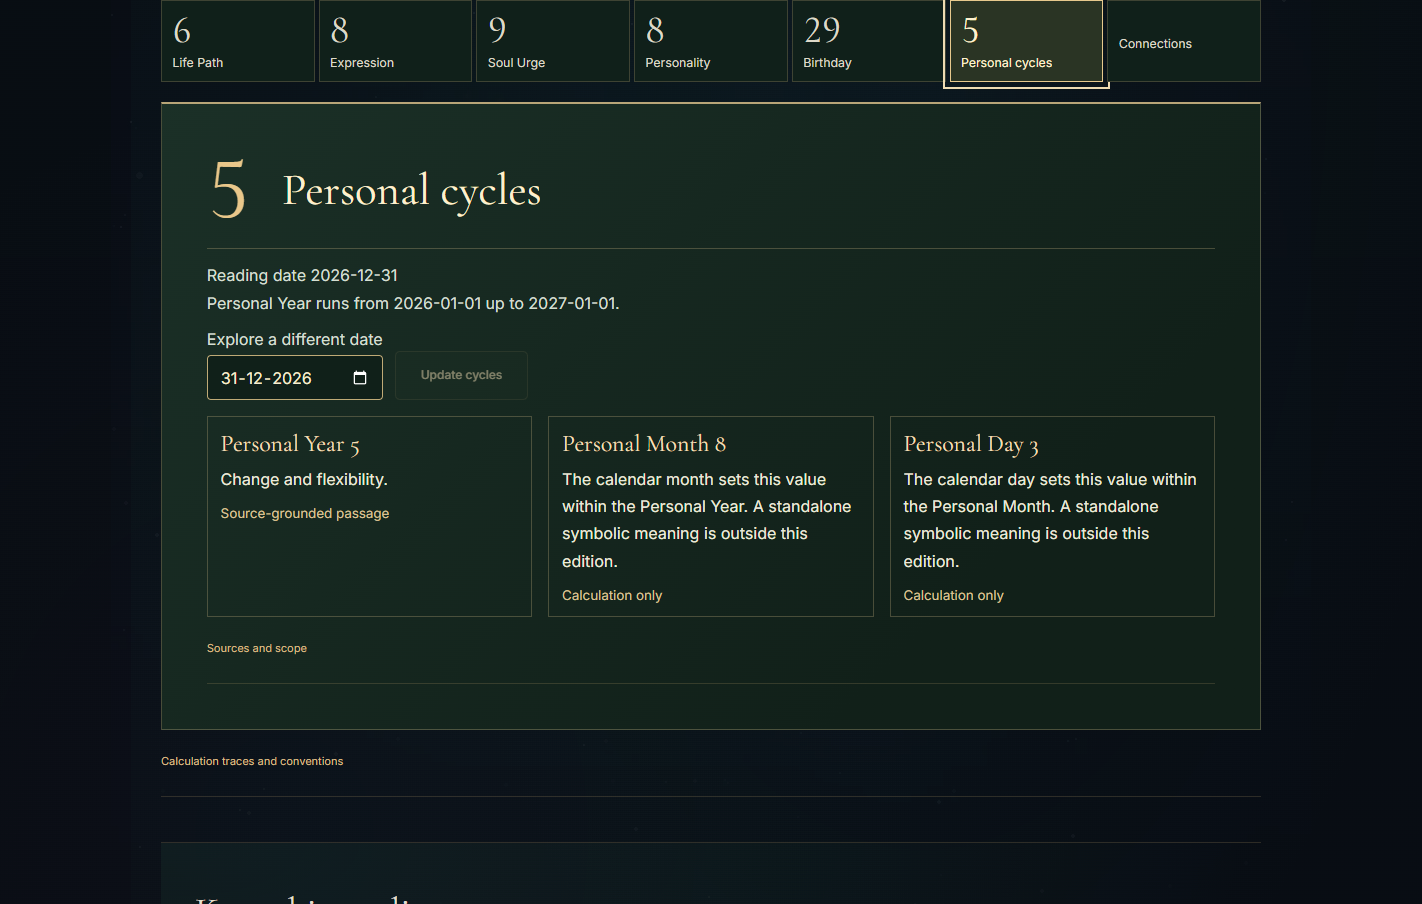 6
Life Path
8
Expression
9
Soul Urge
8
Personality
29
Birthday
5
Personal cycles
Connections
5 Personal cycles
Reading date 2026-12-31
Personal Year runs from 2026-01-01 up to 2027-01-01.
Explore a different date
31-12-2026
Update cycles
Personal Year 5
Change and flexibility.
Source-grounded passage
Personal Month 8
The calendar month sets this value
within the Personal Year. A standalone
symbolic meaning is outside this
edition.
Calculation only
Personal Day 3
The calendar day sets this value within
the Personal Month. A standalone
symbolic meaning is outside this
edition.
Calculation only
Sources and scope
Calculation traces and conventions